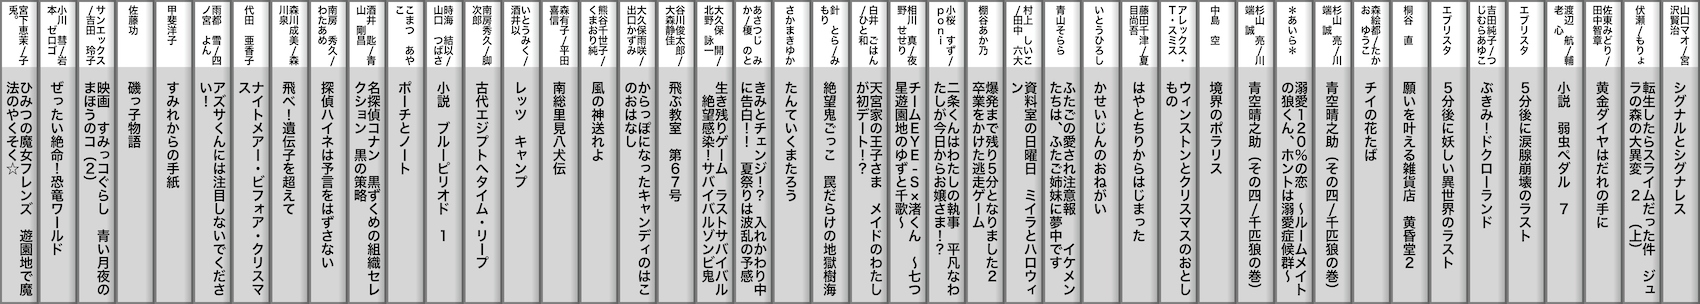 山口マオ/宮
沢賢治
シグナルとシグナレス
伏瀬/もりょ
転生したらスライムだった件 ジュ
ラの森の大異変 2 (上)
佐東みどり/
田中智章
黄金ダイヤはだれの手に
渡辺 航/輔
老 心
小説 弱虫ペダル 7
エブリスタ
5分後に涙腺崩壊のラスト
吉田純子/つ
じむらあゆこ
ぷきみ!ドクローランド
エブリスタ
5分後に妖しい異世界のラスト
桐谷 直
願いを叶える雑貨店 黄昏堂2
森絵都/たか
お ゆうこ
チイの花たば
杉山 亮/川
端 誠
青空晴之助 (その四/千匹狼の巻)
*あいら*
溺愛120%の恋 ~ルームメイト
の狼くん、ホントは溺愛症候群~
杉山 亮/川
端 誠
青空晴之助 (その四/千匹狼の巻)
中島 空
境界のポラリス
アレックス・
T・スミス
ウィンストンとクリスマスのおとし
もの
藤田千津/夏
目尚吾
はやとちりからはじまった
いとうひろし
かせいじんのおねがい
青山そらら
ふたごの愛され注意報~ イケメン
たちは、ふたご姉妹に夢中です
村上 しいこ
/田中 六大
資料室の日曜日 ミイラとハロウィ
ン
棚谷あか乃
爆発まで残り5分となりました2
卒業をかけた逃走ゲーム
小桜 すず/
poni
二条くんはわたしの執事 平凡なわ
たしが今日からお嬢さま!?
相川 真/夜
野 せせり
チームEYE-S×渚くん ~七つ
星遊園地のゆずと千歌~
白井 ごはん
/ひと和
天宮家の王子さま メイドのわたし
が初デート!?
針 とら/み
もり
絶望鬼ごっこ 罠だらけの地獄樹海
さかまきゆか
たんていくまたろう
あさつじ み
か/榎 のと
きみとチェンジ!? 入れかわり中
に告白!! 夏祭りは波乱の予感
大久保 開/
北野 詠一
生き残りゲーム ラストサバイバル
 絶望感染!サバイバルゾンビ鬼
谷川俊太郎/
大森静佳
飛ぶ教室 第67号
大久保雨咲/
出口かずみ
からっぽになったキャンディのはこ
のおはなし
熊谷千世子/
くまおり純
風の神送れよ
森有子/平田
喜信
南総里見八犬伝
いとうみく/
酒井以
レッツ キャンプ
南房秀久/脚
次郎
古代エジプトへタイム・リープ
時海 結以/
山口 つばさ
小説 ブルーピリオド 1
こまつ あや
こ
ポーチとノート
酒井 匙/青
山 剛昌
名探偵コナン 黒ずくめの組織セレ
クション 黒の策略
南房 秀久/
わたあめ
探偵ハイネは予言をはずさない
森川成美/森
川泉
飛べ!遺伝子を超えて
代田 亜香子
ナイトメアー・ビフォア・クリスマ
ス
雨都 雪/四
ノ宮 よん
アズサくんには注目しないでくださ
い!
甲斐洋子
すみれからの手紙
佐藤功
磯っ子物語
サンエックス
/吉田 玲子
映画 すみっコぐらし 青い月夜の
まほうのコ (2)
小川 彗/岩
本 ゼロゴ
ぜったい絶命!恐竜ワールド
宮下恵茉/子
兎。
ひみつの魔女フレンズ 遊園地で魔
法のやくそく☆